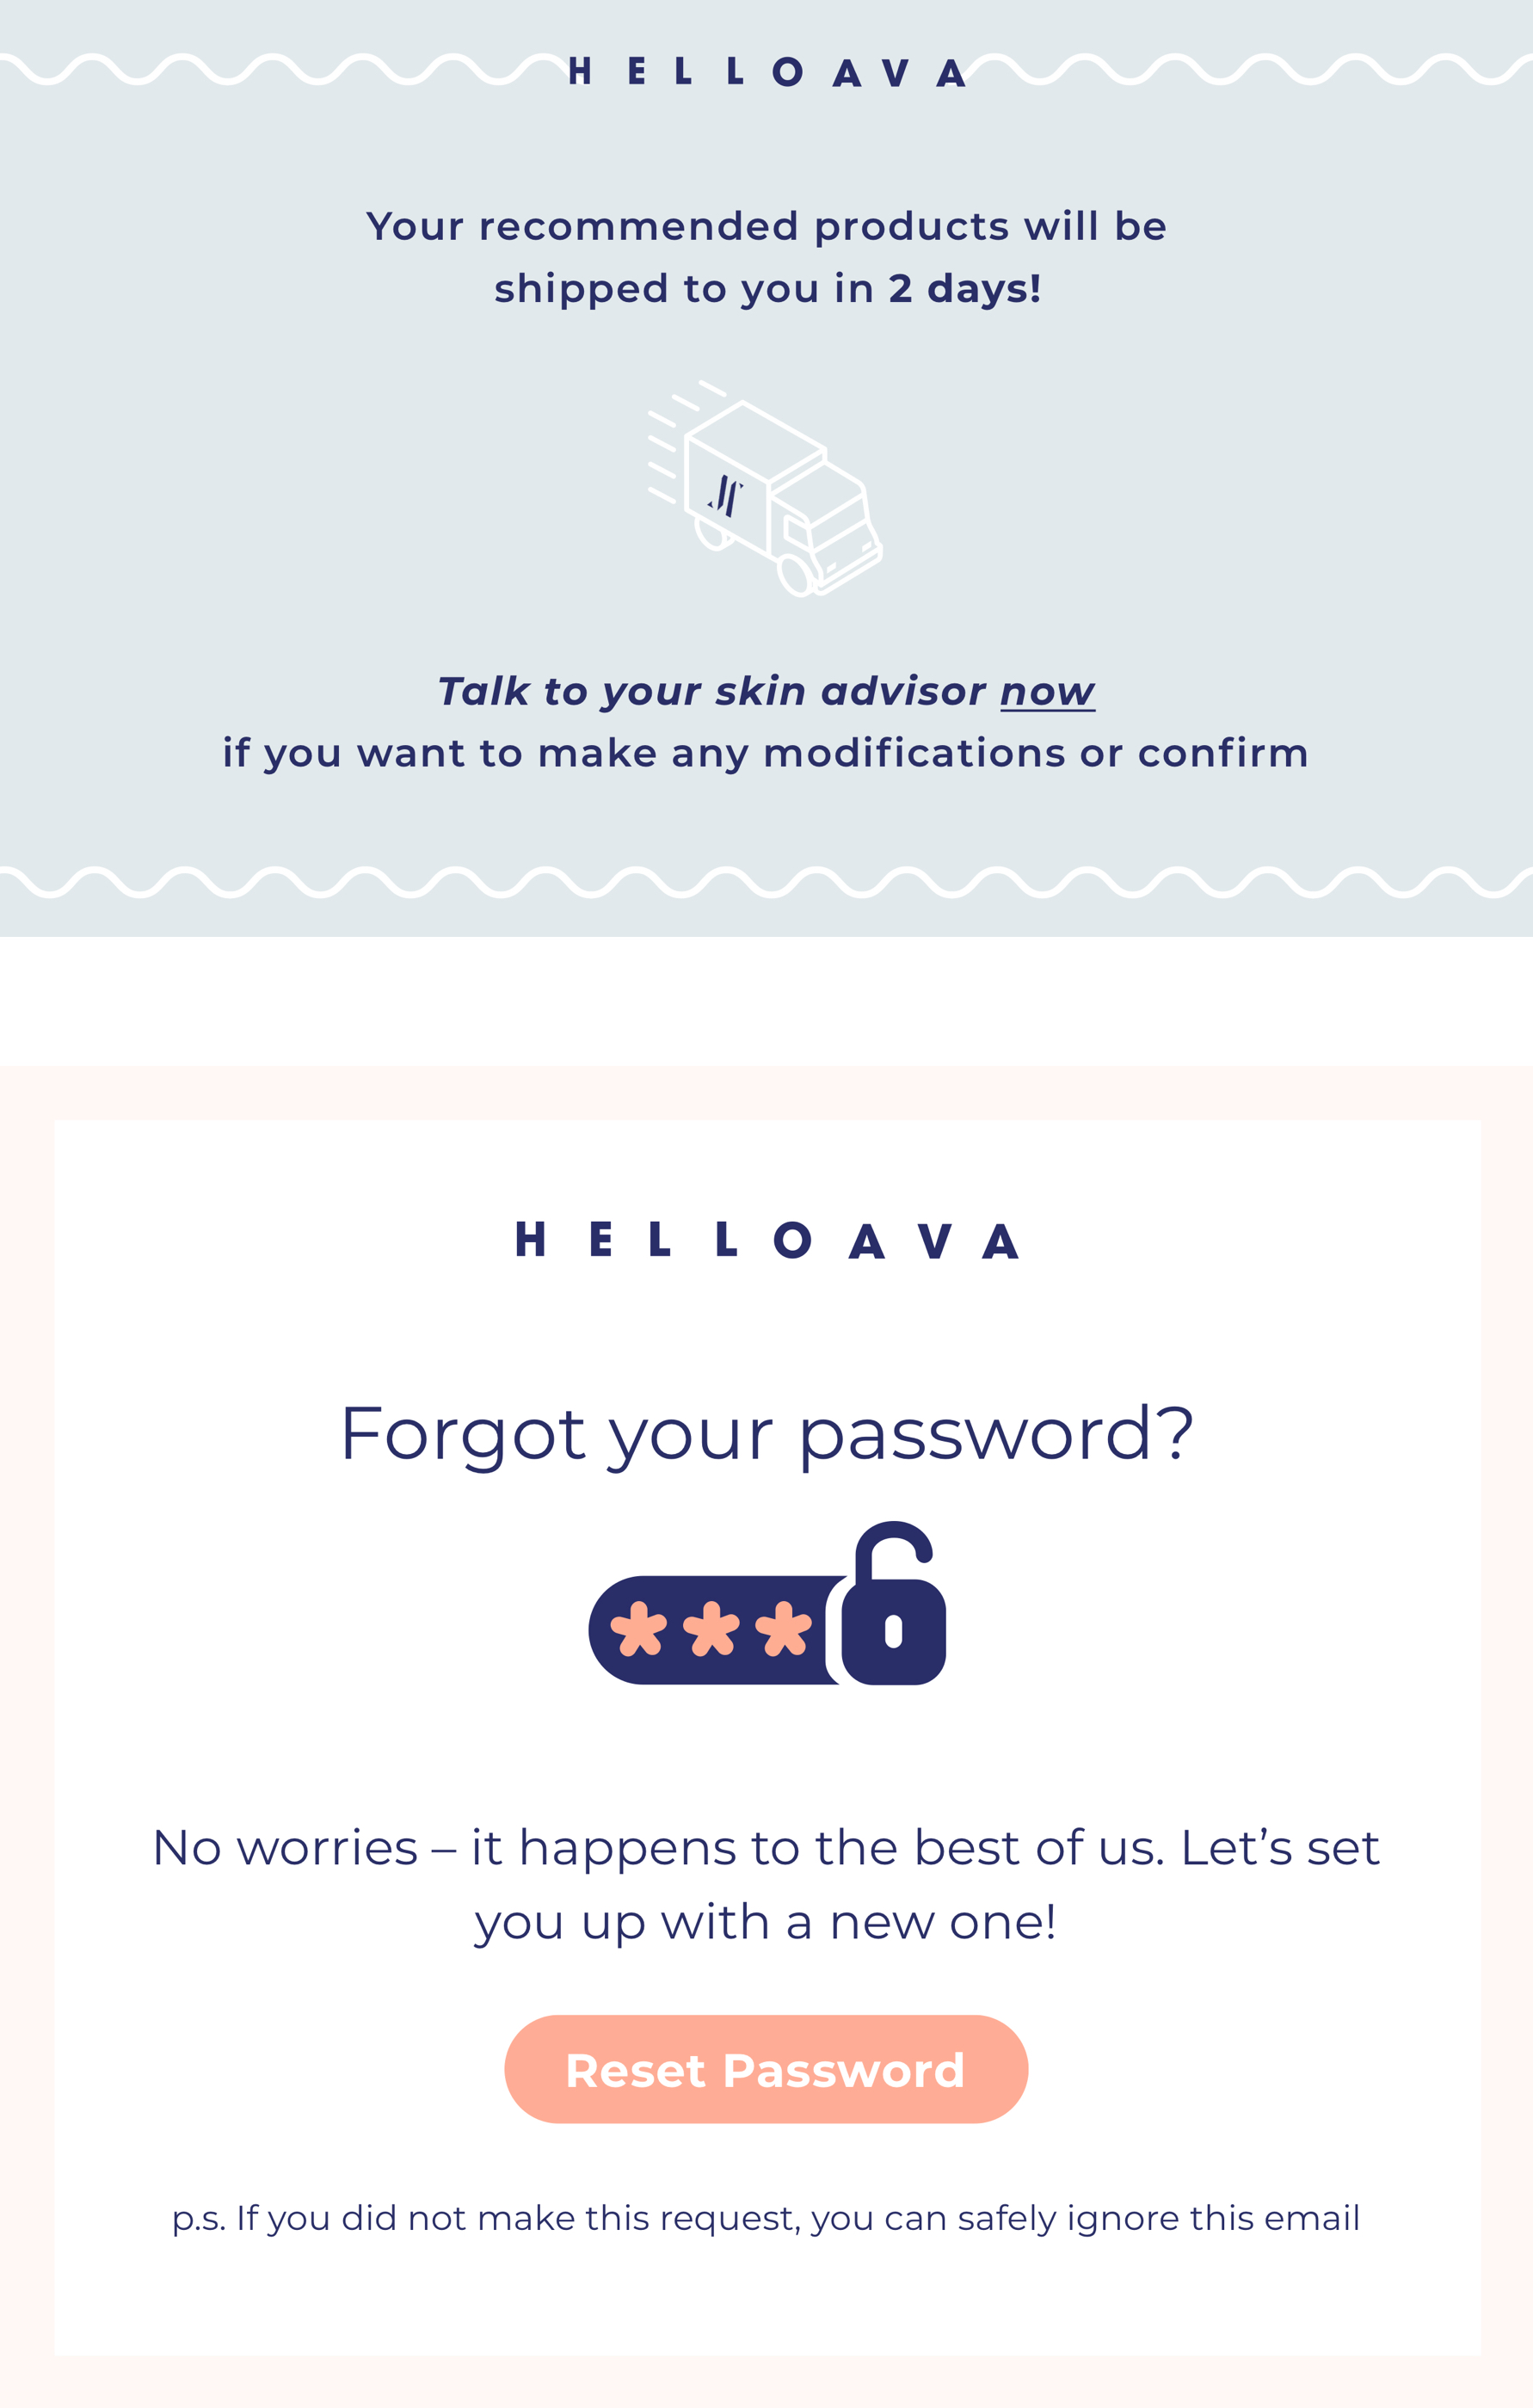 HELLOAVA
Your recommended products will be
shipped to you in 2 days!
Talk to your skin advisor now
if you want to make any modifications or confirm
HELLOAVA
Forgot your password?
***
No worries – it happens to the best of us. Let’s set
you up with a new one!
Reset Password
p.s. If you did not make this request, you can safely ignore this email